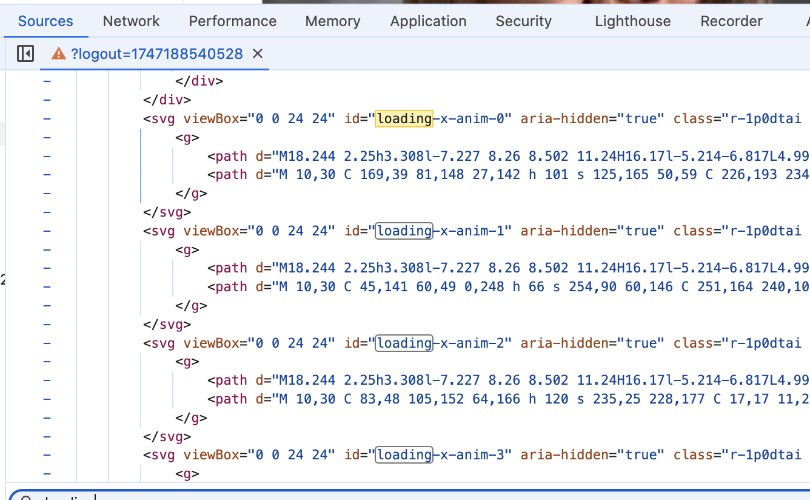 Sources Network Performance Memory Application Security Lighthouse Recorder
?logout=1747188540528
</div>
</div>
<svg viewBox="0 0 24 24" id="loading-x-anim-0" aria-hidden="true" class="r-1p0dtai
<g>
<path d="M18.244 2.25h3.308l-7.227 8.26 8.502 11.24H16.17l-5.214-6.817L4.99
<path d="M 10,30 C 169,39 81,148 27,142 h 101 s 125,165 50,59 C 226,193 234
</g>
</svg>
<svg viewBox="0 0 24 24" id="loading-x-anim-1" aria-hidden="true" class="r-1p0dtai
<g>
<path d="M18.244 2.25h3.308l-7.227 8.26 8.502 11.24H16.17l-5.214-6.817L4.99
<path d="M 10,30 C 45,141 60,49 0,248 h 66 s 254,90 60,146 C 251,164 240,10
</g>
</svg>
<svg viewBox="0 0 24 24" id="loading-x-anim-2" aria-hidden="true" class="r-1p0dtai
<g>
<path d="M18.244 2.25h3.308l-7.227 8.26 8.502 11.24H16.17l-5.214-6.817L4.99
<path d="M 10,30 C 83,48 105,152 64,166 h 120 s 235,25 228,177 C 17,17 11,2
</g>
</svg>
<svg viewBox="0 0 24 24" id="loading-x-anim-3" aria-hidden="true" class="r-1p0dtai
<g>